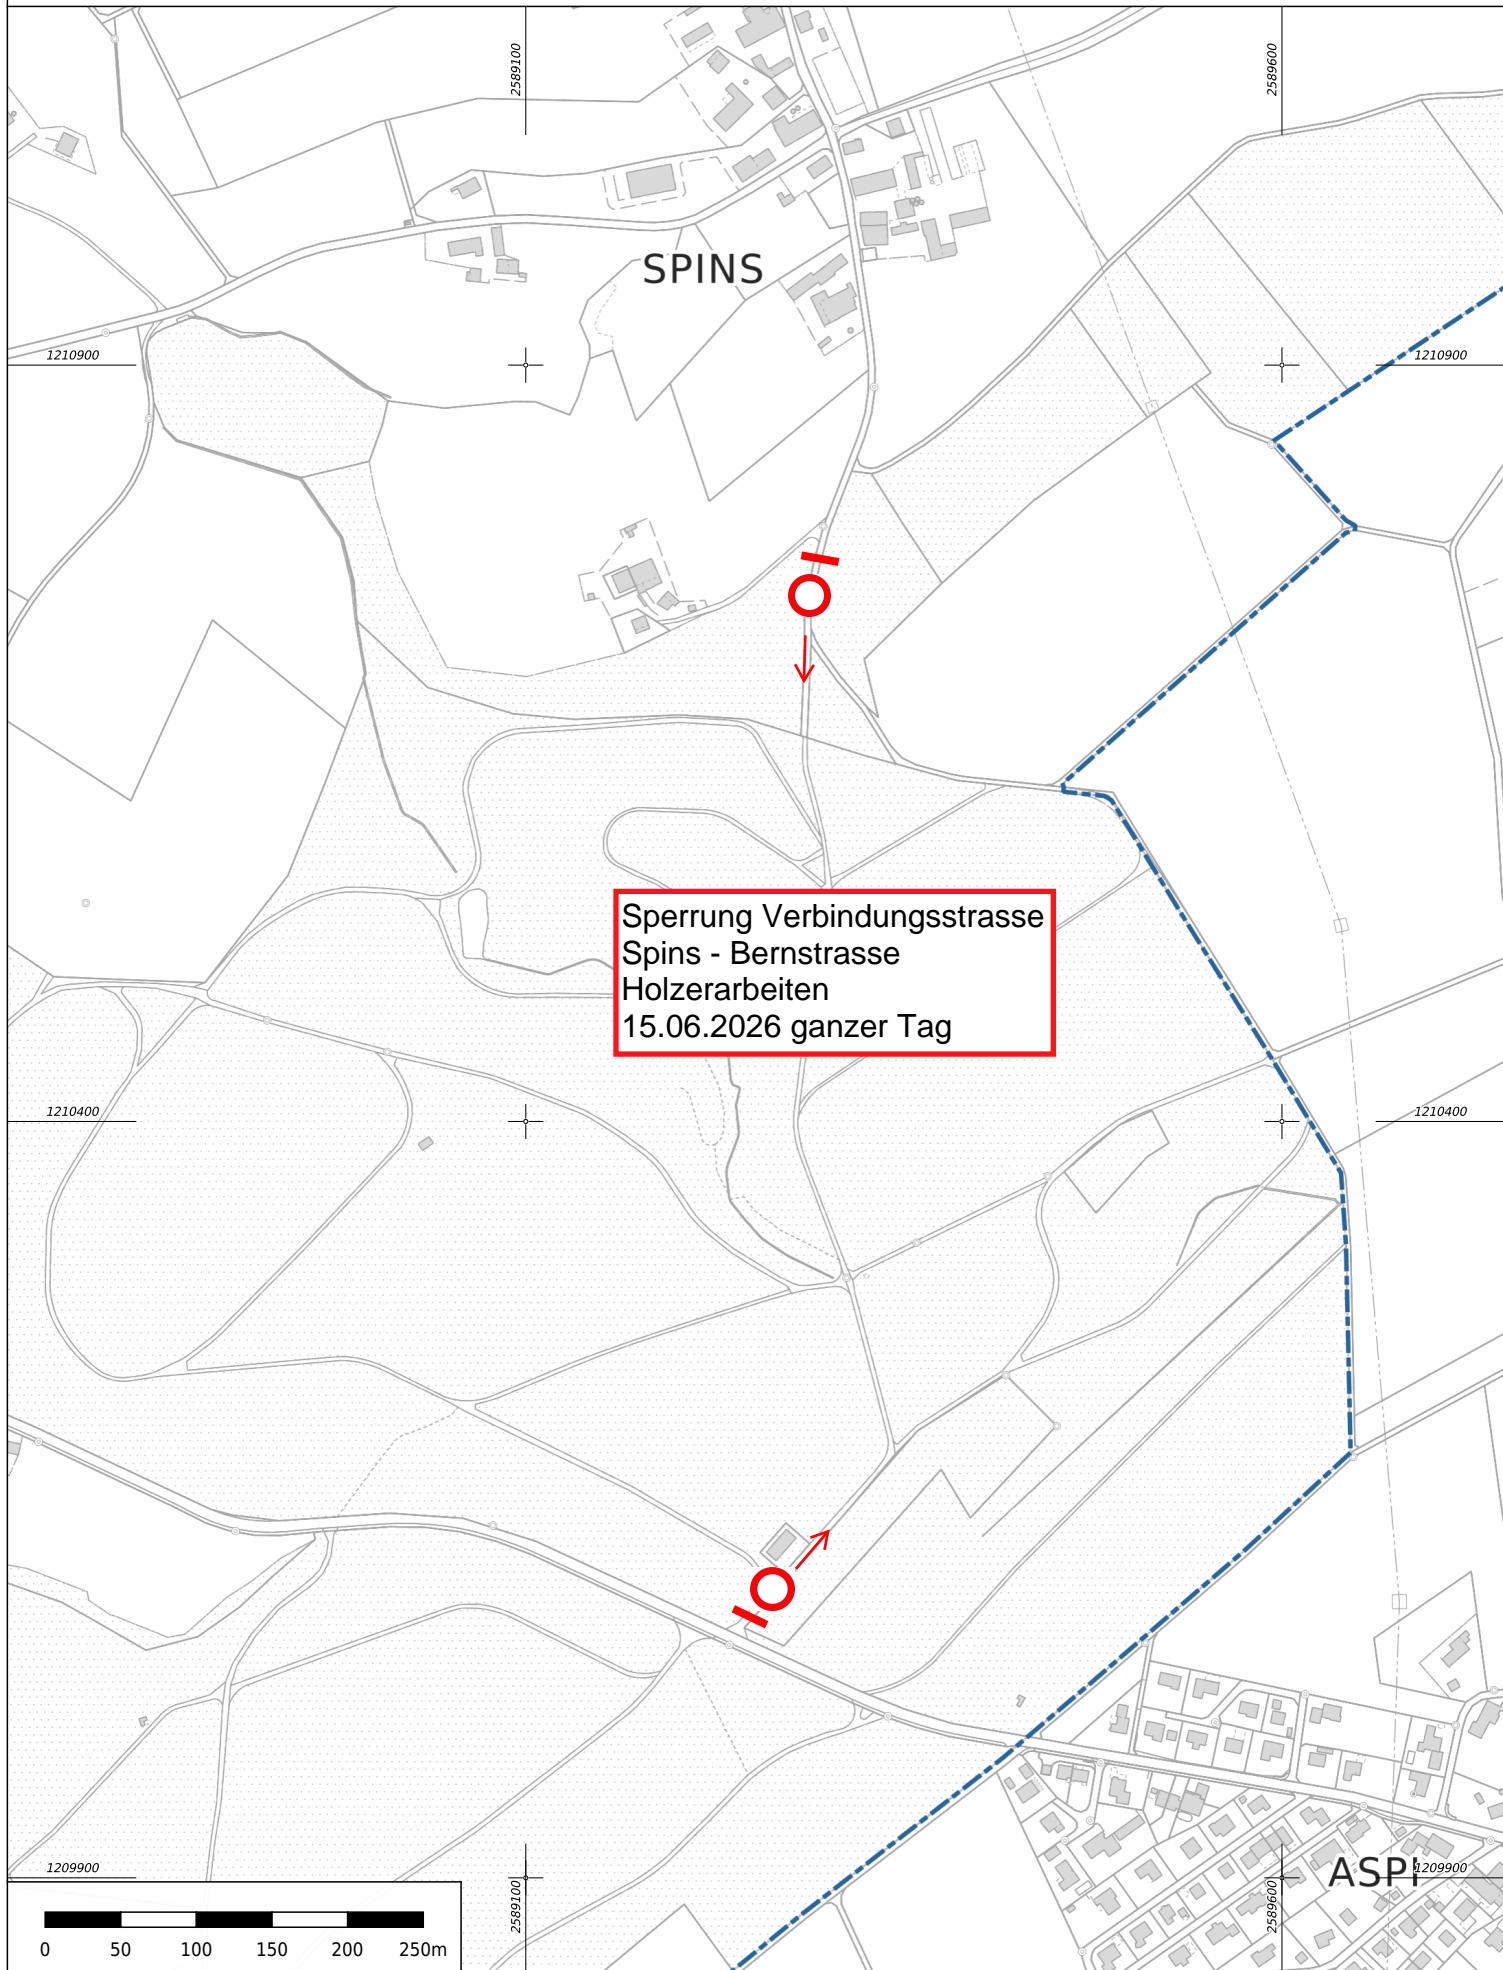 2589100
2589600
SPINS
1210900
1210900
Sperrung Verbindungsstrasse
Spins - Bernstrasse
Holzerarbeiten
15.06.2026 ganzer Tag
1210400
1210400
1209900
ASPI
1209900
2589100
2589600
0 50 100 150 200 250m